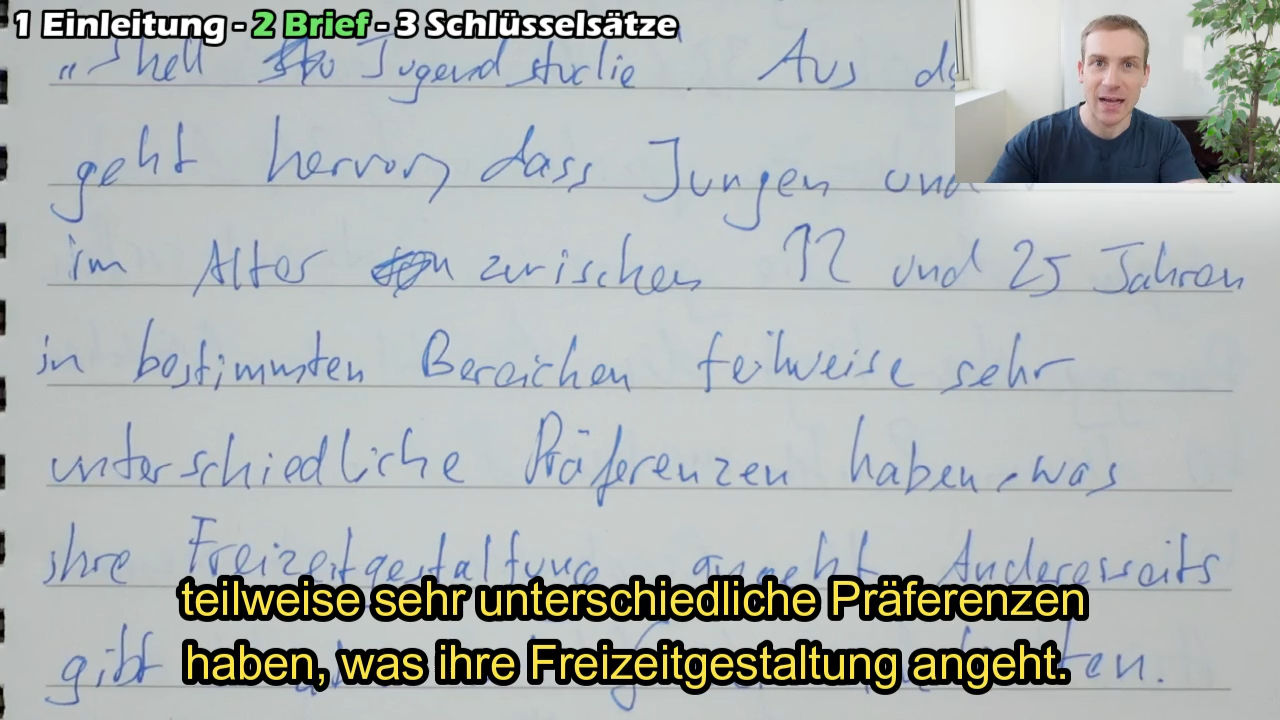 1 Einleitung - 2 Brief - 3 Schlüsselsätze
"Shell Jugendstudie". Aus
geht hervor, dass Jungen und
im Alter zwischen 12 und 25 Jahren
in bestimmten Bereichen teilweise sehr
unterschiedliche Präferenzen haben, was
ihre Freizeitgestaltung angeht. Andererseits
gibt
teilweise sehr unterschiedliche Präferenzen
haben, was ihre Freizeitgestaltung angeht.